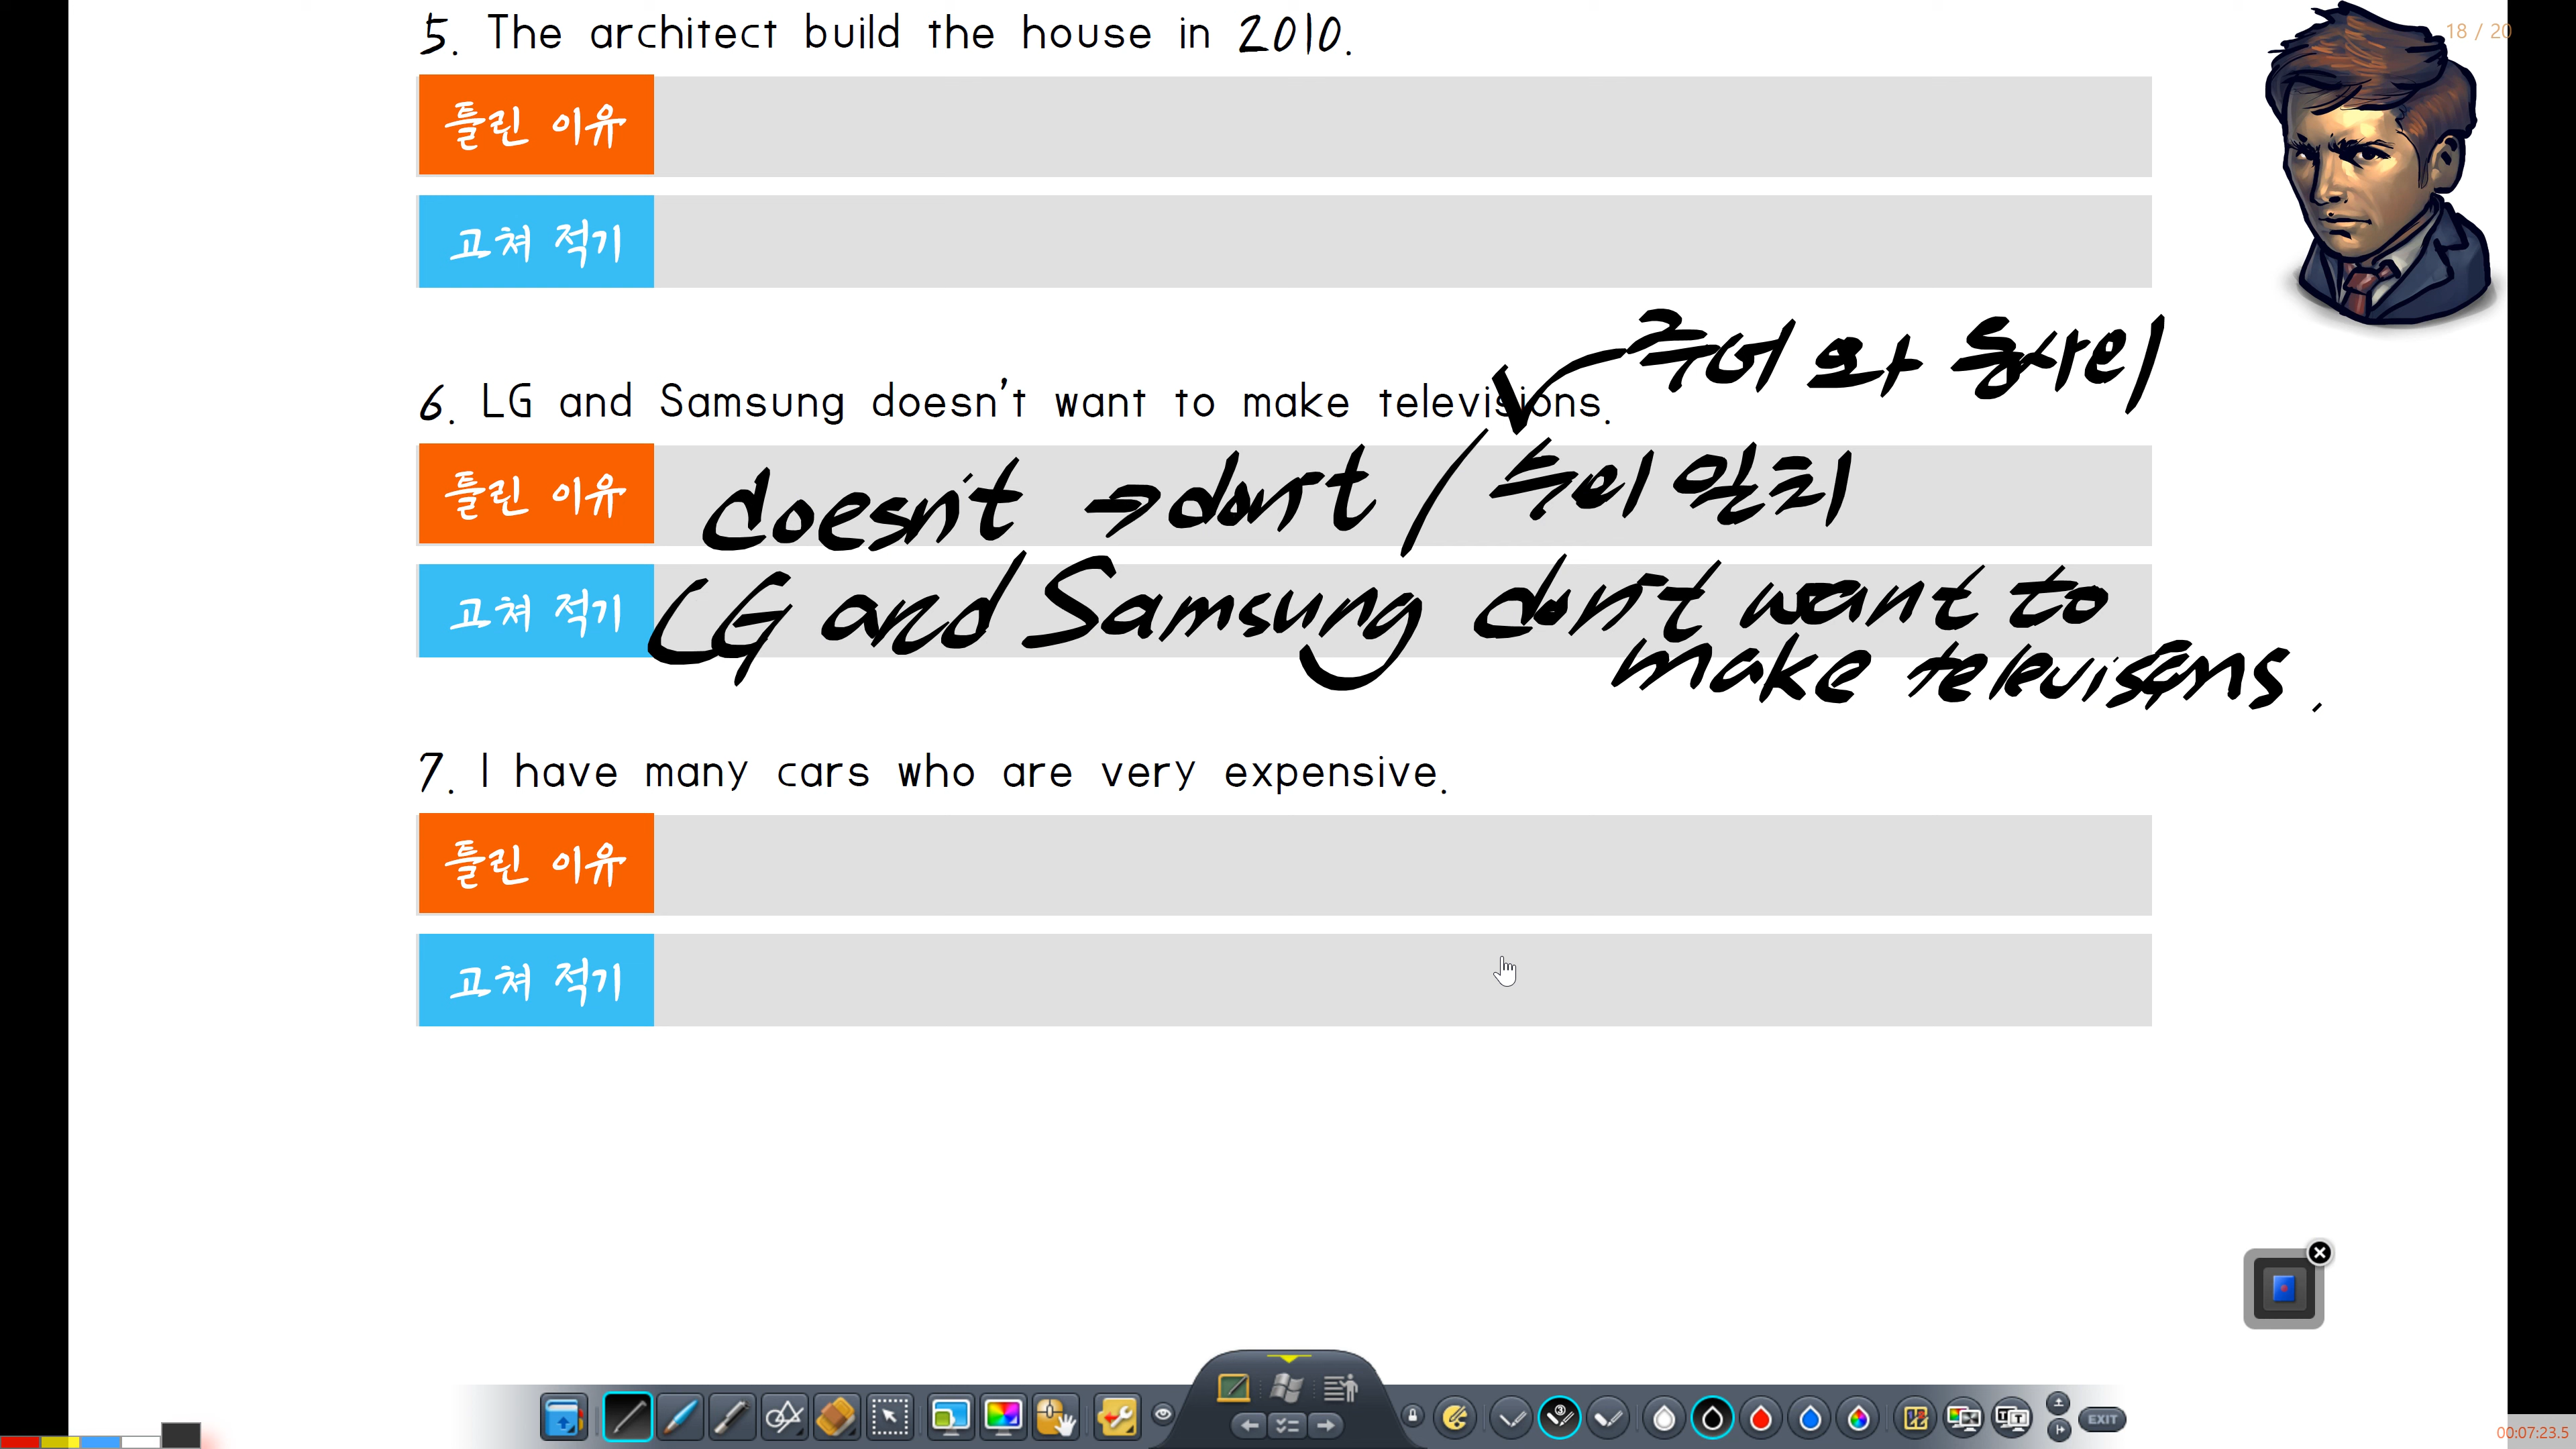 18 / 20
5. The architect build the house in 2010.
틀린 이유
고쳐 적기
주어와 동사의
6. LG and Samsung doesn't want to make televisions.
틀린 이유 doesn't ⇒ don't / 수의 일치
고쳐 적기 LG and Samsung don't want to
make televisions.
7. I have many cars who are very expensive.
틀린 이유
고쳐 적기
EXIT
00:07:23.5